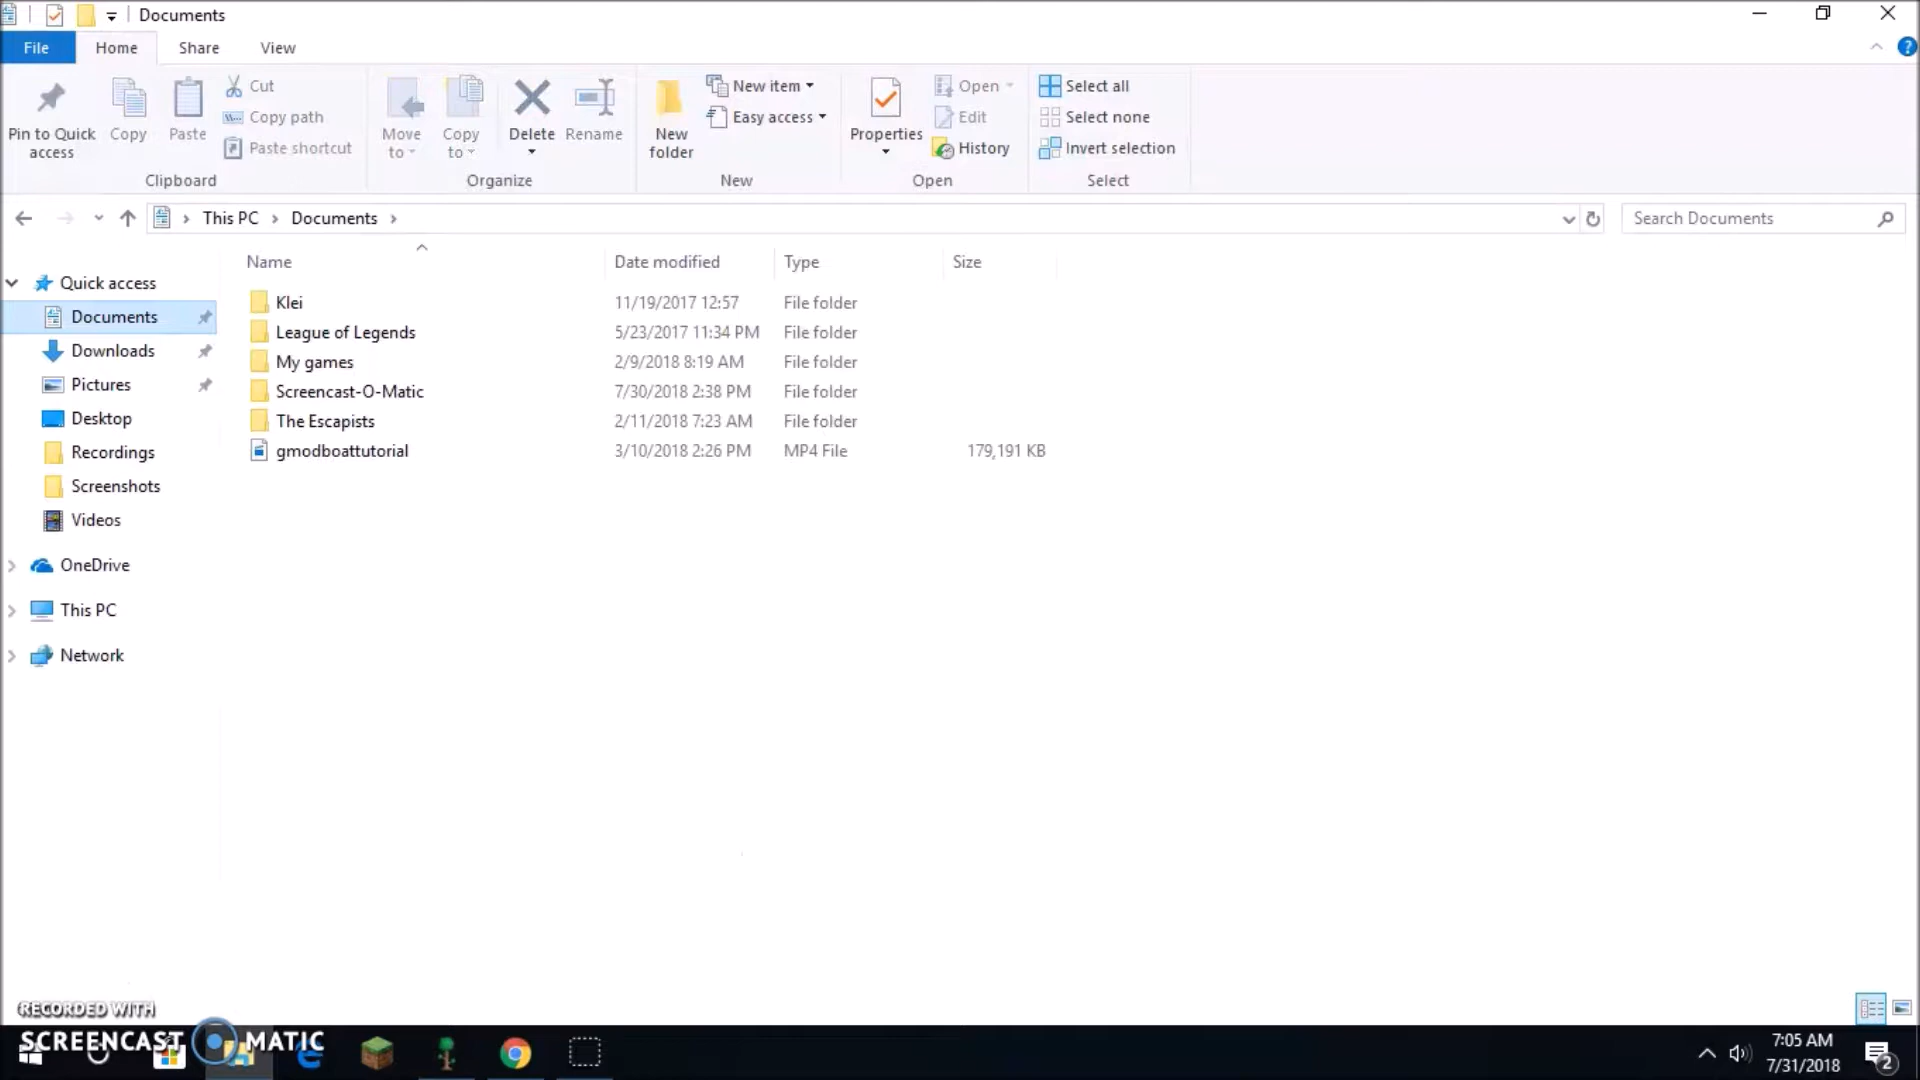 Documents
File Home Share View
Pin to Quick access
Copy
Paste
Cut
Copy path
Paste shortcut
Clipboard
Move to
Copy to
Delete
Rename
Organize
New folder
New item
Easy access
New
Properties
Open
Edit
History
Open
Select all
Select none
Invert selection
Select
This PC Documents
Search Documents
Name Date modified Type Size
Quick access
Documents
Downloads
Pictures
Desktop
Recordings
Screenshots
Videos
OneDrive
This PC
Network
Klei 11/19/2017 12:57 File folder
League of Legends 5/23/2017 11:34 PM File folder
My games 2/9/2018 8:19 AM File folder
Screencast-O-Matic 7/30/2018 2:38 PM File folder
The Escapists 2/11/2018 7:23 AM File folder
gmodboattutorial 3/10/2018 2:26 PM MP4 File 179,191 KB
RECORDED WITH
SCREENCAST MATIC
7:05 AM
7/31/2018
2